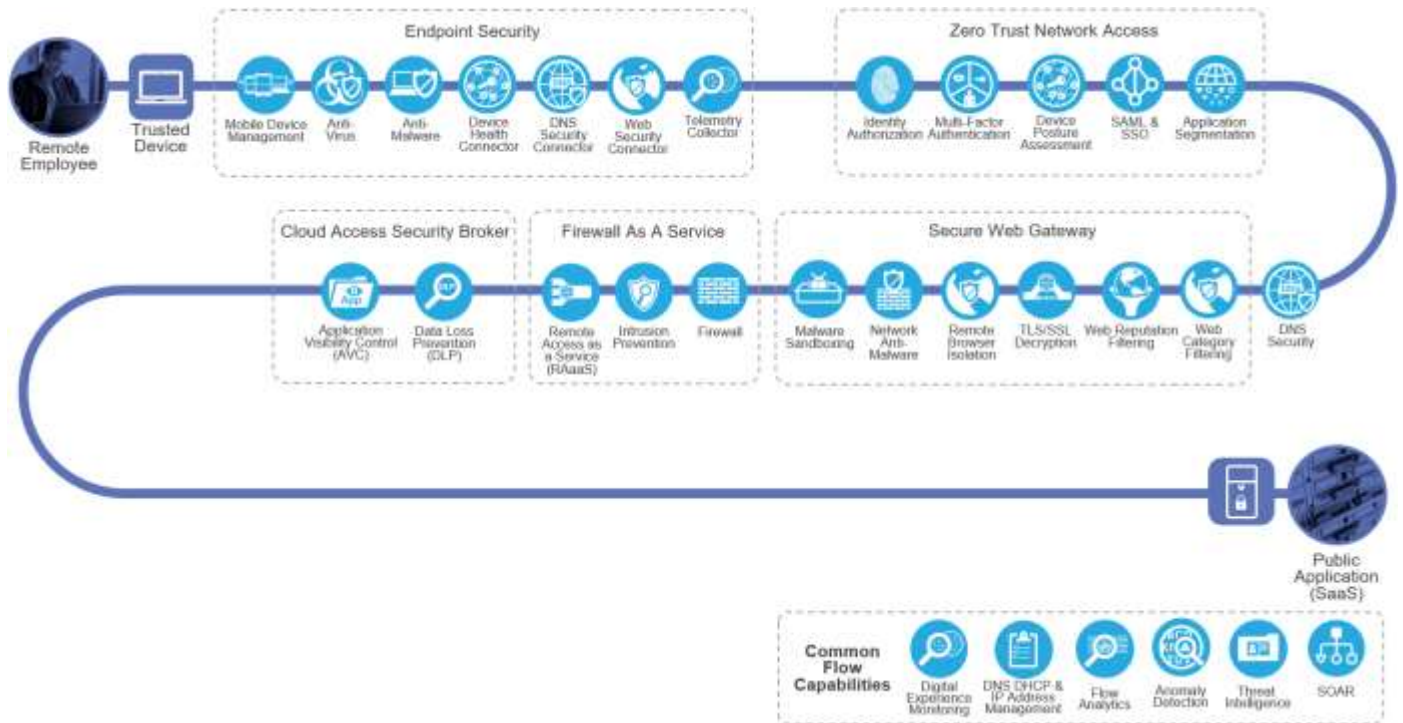 Endpoint Security
Zero Trust Network Access
Remote
Employee
Trusted
Device
Mobile Device
Management
Anti-
Virus
Anti-
Malware
Device
Health
Connector
DNS
Security
Connector
Web
Security
Connector
Telemetry
Collector
Identity
Authorization
Multi-Factor
Authentication
Device
Posture
Assessment
SAML &
SSO
Application
Segmentation
Cloud Access Security Broker
Firewall As A Service
Secure Web Gateway
App
Application
Visibility Control
(AVC)
DLP
Data Loss
Prevention
(DLP)
Remote
Access as
a Service
(RAaaS)
Intrusion
Prevention
Firewall
Malware
Sandboxing
Network
Anti-
Malware
Remote
Browser
Isolation
TLS/SSL
Decryption
Web Reputation
Filtering
Web
Category
Filtering
DNS
Security
Public
Application
(SaaS)
Common
Flow
Capabilities
Digital
Experience
Monitoring
DNS DHCP &
IP Address
Management
Flow
Analytics
Anomaly
Detection
Threat
Intelligence
SOAR